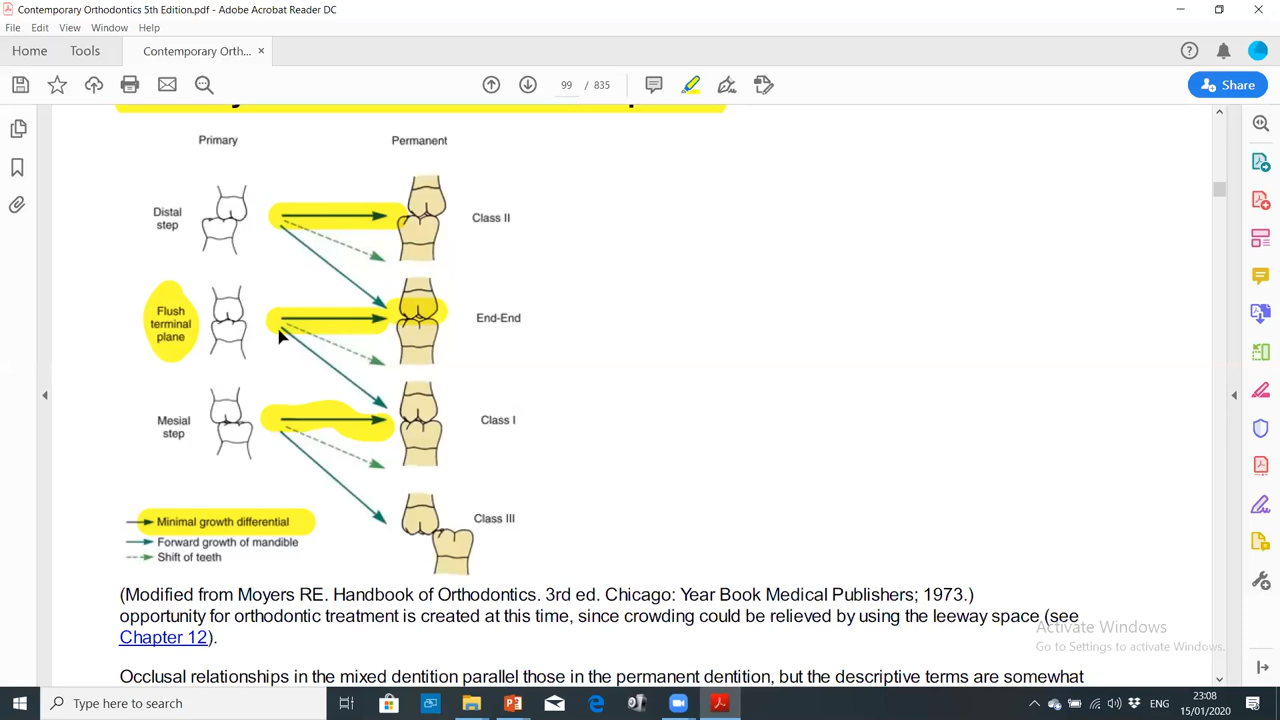 Contemporary Orthodontics 5th Edition.pdf - Adobe Acrobat Reader DC
File Edit View Window Help
Home Tools Contemporary Orth... ×
99 / 835
Share
Primary Permanent
Distal
step
Class II
Flush
terminal
plane
End-End
Mesial
step
Class I
Class III
Minimal growth differential
Forward growth of mandible
Shift of teeth
(Modified from Moyers RE. Handbook of Orthodontics. 3rd ed. Chicago: Year Book Medical Publishers; 1973.)
opportunity for orthodontic treatment is created at this time, since crowding could be relieved by using the leeway space (see
Chapter 12).
Activate Windows
Go to Settings to activate Windows.
Occlusal relationships in the mixed dentition parallel those in the permanent dentition, but the descriptive terms are somewhat
Type here to search
ENG
23:08
15/01/2020